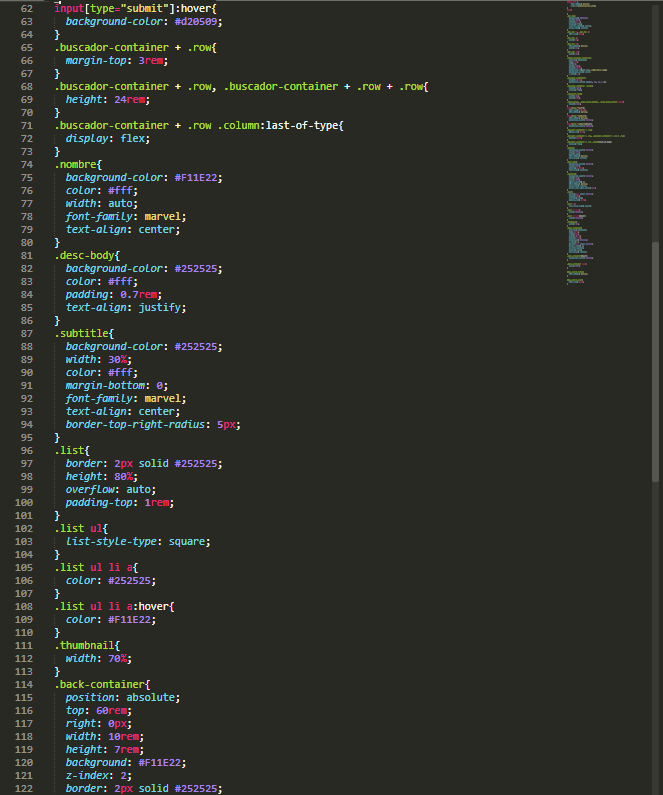 62 input[type="submit"]:hover{
63 background-color: #d20509;
64 }
65 .buscador-container + .row{
66 margin-top: 3rem;
67 }
68 .buscador-container + .row, .buscador-container + .row + .row{
69 height: 24rem;
70 }
71 .buscador-container + .row .column:last-of-type{
72 display: flex;
73 }
74 .nombre{
75 background-color: #F11E22;
76 color: #fff;
77 width: auto;
78 font-family: marvel;
79 text-align: center;
80 }
81 .desc-body{
82 background-color: #252525;
83 color: #fff;
84 padding: 0.7rem;
85 text-align: justify;
86 }
87 .subtitle{
88 background-color: #252525;
89 width: 30%;
90 color: #fff;
91 margin-bottom: 0;
92 font-family: marvel;
93 text-align: center;
94 border-top-right-radius: 5px;
95 }
96 .list{
97 border: 2px solid #252525;
98 height: 80%;
99 overflow: auto;
100 padding-top: 1rem;
101 }
102 .list ul{
103 list-style-type: square;
104 }
105 .list ul li a{
106 color: #252525;
107 }
108 .list ul li a:hover{
109 color: #F11E22;
110 }
111 .thumbnail{
112 width: 70%;
113 }
114 .back-container{
115 position: absolute;
116 top: 60rem;
117 right: 0px;
118 width: 10rem;
119 height: 7rem;
120 background: #F11E22;
121 z-index: 2;
122 border: 2px solid #252525;